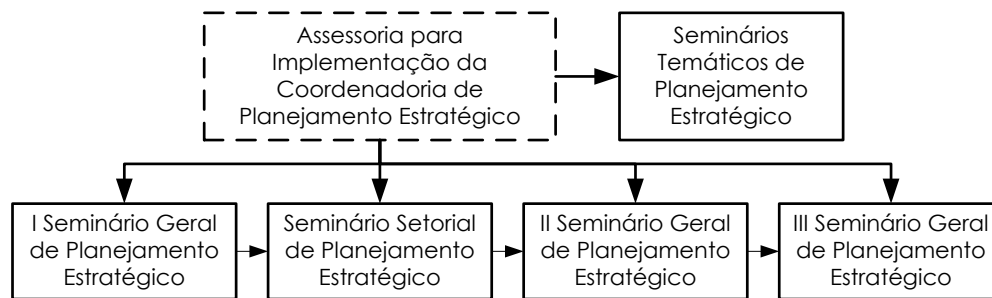 Assessoria para
Implementação da
Coordenadoria de
Planejamento Estratégico
Seminários
Temáticos de
Planejamento
Estratégico
I Seminário Geral
de Planejamento
Estratégico
Seminário Setorial
de Planejamento
Estratégico
II Seminário Geral
de Planejamento
Estratégico
III Seminário Geral
de Planejamento
Estratégico